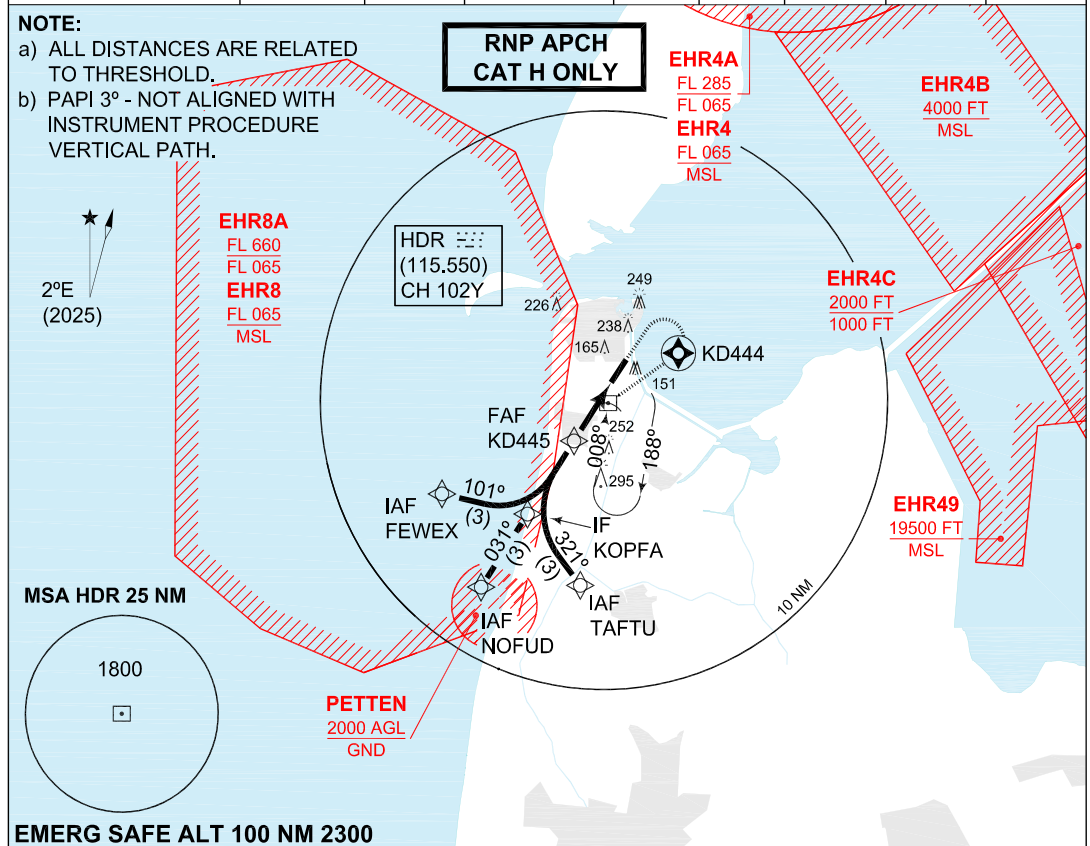 NOTE:
a) ALL DISTANCES ARE RELATED
TO THRESHOLD.
b) PAPI 3º - NOT ALIGNED WITH
INSTRUMENT PROCEDURE
VERTICAL PATH.
RNP APCH
CAT H ONLY
EHR4A
FL 285
FL 065
EHR4
FL 065
MSL
EHR4B
4000 FT
MSL
2ºE
(2025)
EHR8A
FL 660
FL 065
EHR8
FL 065
MSL
HDR
(115.550)
CH 102Y
EHR4C
2000 FT
1000 FT
249
226
238
165
KD444
151
FAF
KD445
252
008º
188º
295
101º
(3)
IAF
FEWEX
031º
(3)
IF
KOPFA
321º
(3)
IAF
TAFTU
IAF
NOFUD
10 NM
EHR49
19500 FT
MSL
MSA HDR 25 NM
1800
PETTEN
2000 AGL
GND
EMERG SAFE ALT 100 NM 2300